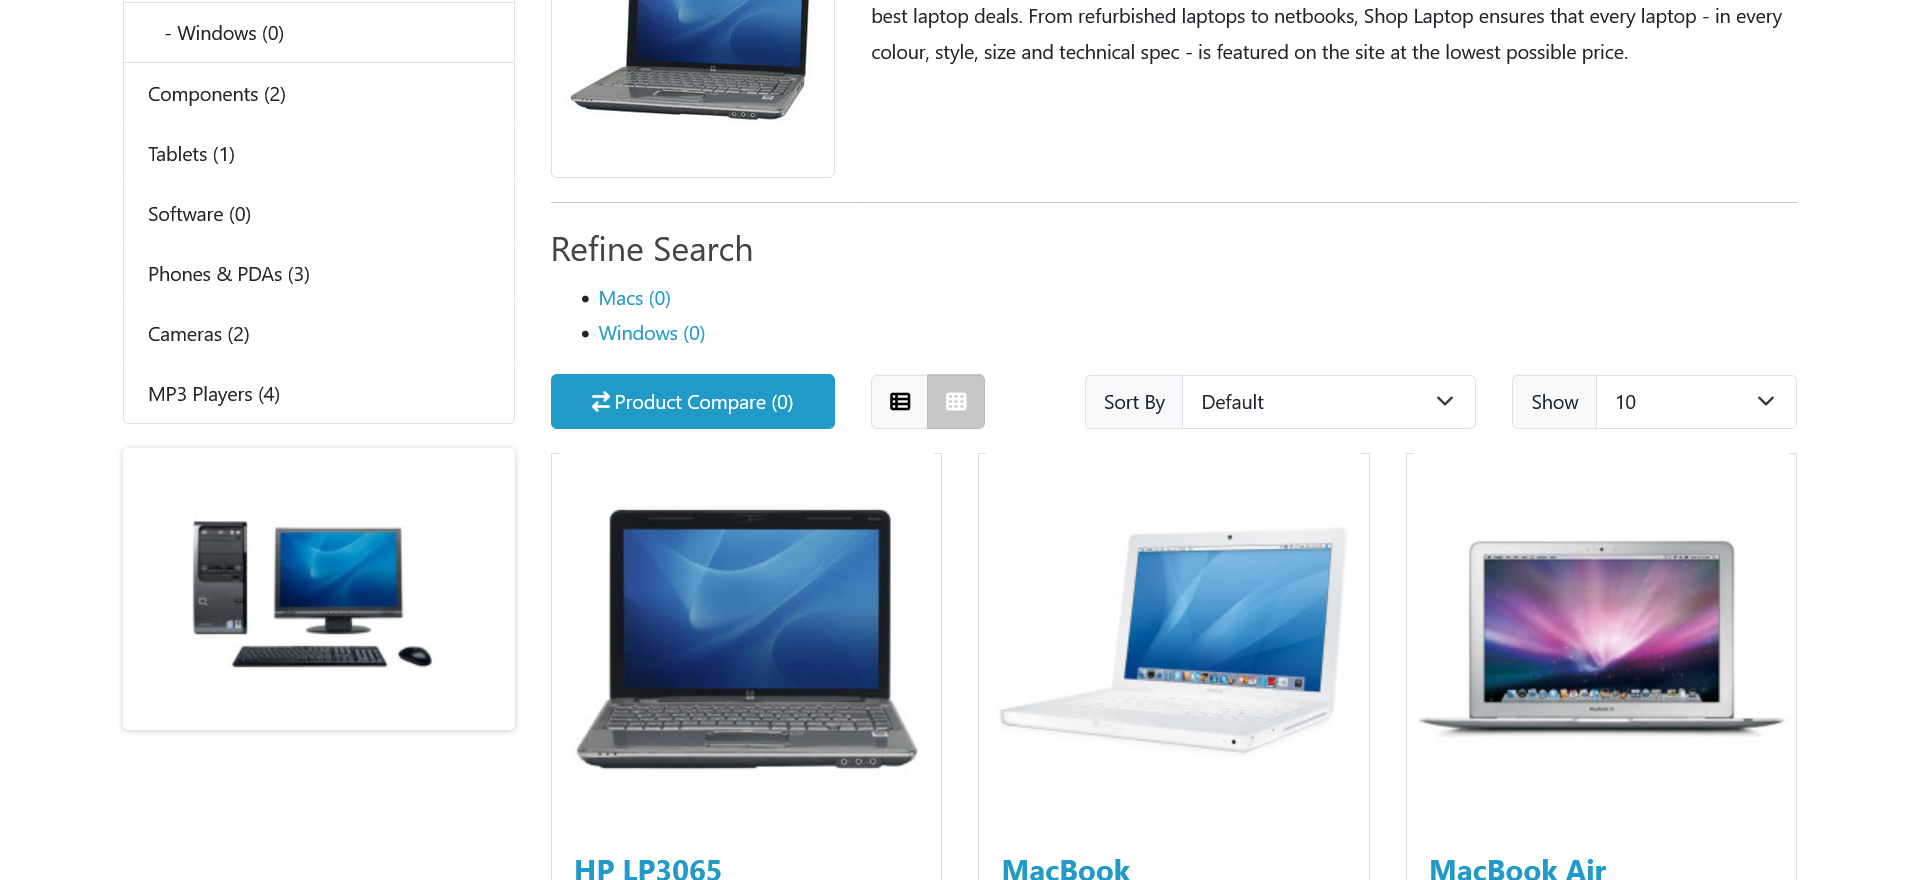 - Windows (0)
Components (2)
Tablets (1)
Software (0)
Phones & PDAs (3)
Cameras (2)
MP3 Players (4)
best laptop deals. From refurbished laptops to netbooks, Shop Laptop ensures that every laptop - in every
colour, style, size and technical spec - is featured on the site at the lowest possible price.
Refine Search
Macs (0)
Windows (0)
Product Compare (0)
Sort By
Default
Show
10
HP LP3065
MacBook
MacBook Air